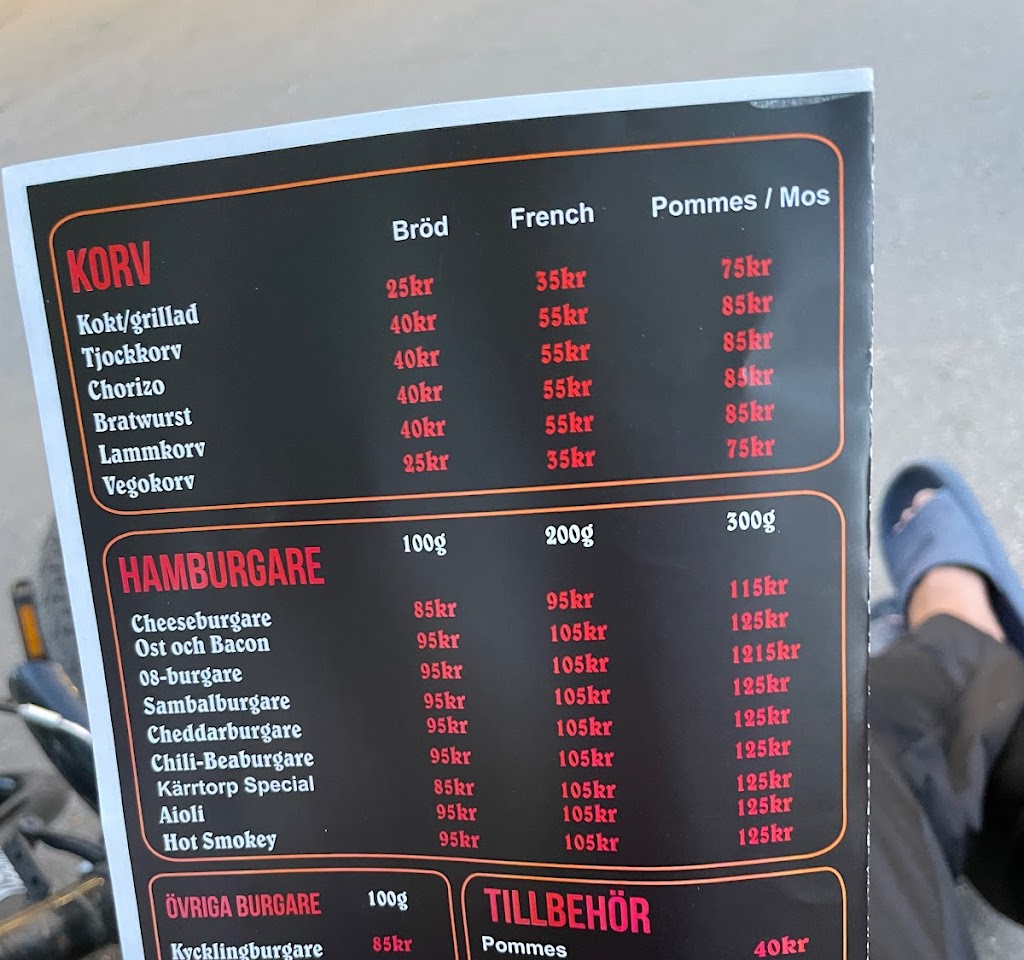 Bröd French Pommes / Mos
KORV
Kokt/grillad 25kr 35kr 75kr
Tjockkorv 40kr 55kr 85kr
Chorizo 40kr 55kr 85kr
Bratwurst 40kr 55kr 85kr
Lammkorv 40kr 55kr 85kr
Vegokorv 25kr 35kr 75kr
HAMBURGARE 100g 200g 300g
Cheeseburgare 85kr 95kr 115kr
Ost och Bacon 95kr 105kr 125kr
08-burgare 95kr 105kr 1215kr
Sambalburgare 95kr 105kr 125kr
Cheddarburgare 95kr 105kr 125kr
Chili-Beaburgare 95kr 105kr 125kr
Kärrtorp Special 85kr 105kr 125kr
Aioli 95kr 105kr 125kr
Hot Smokey 95kr 105kr 125kr
ÖVRIGA BURGARE 100g
Kycklingburgare 85kr
TILLBEHÖR
Pommes 40kr